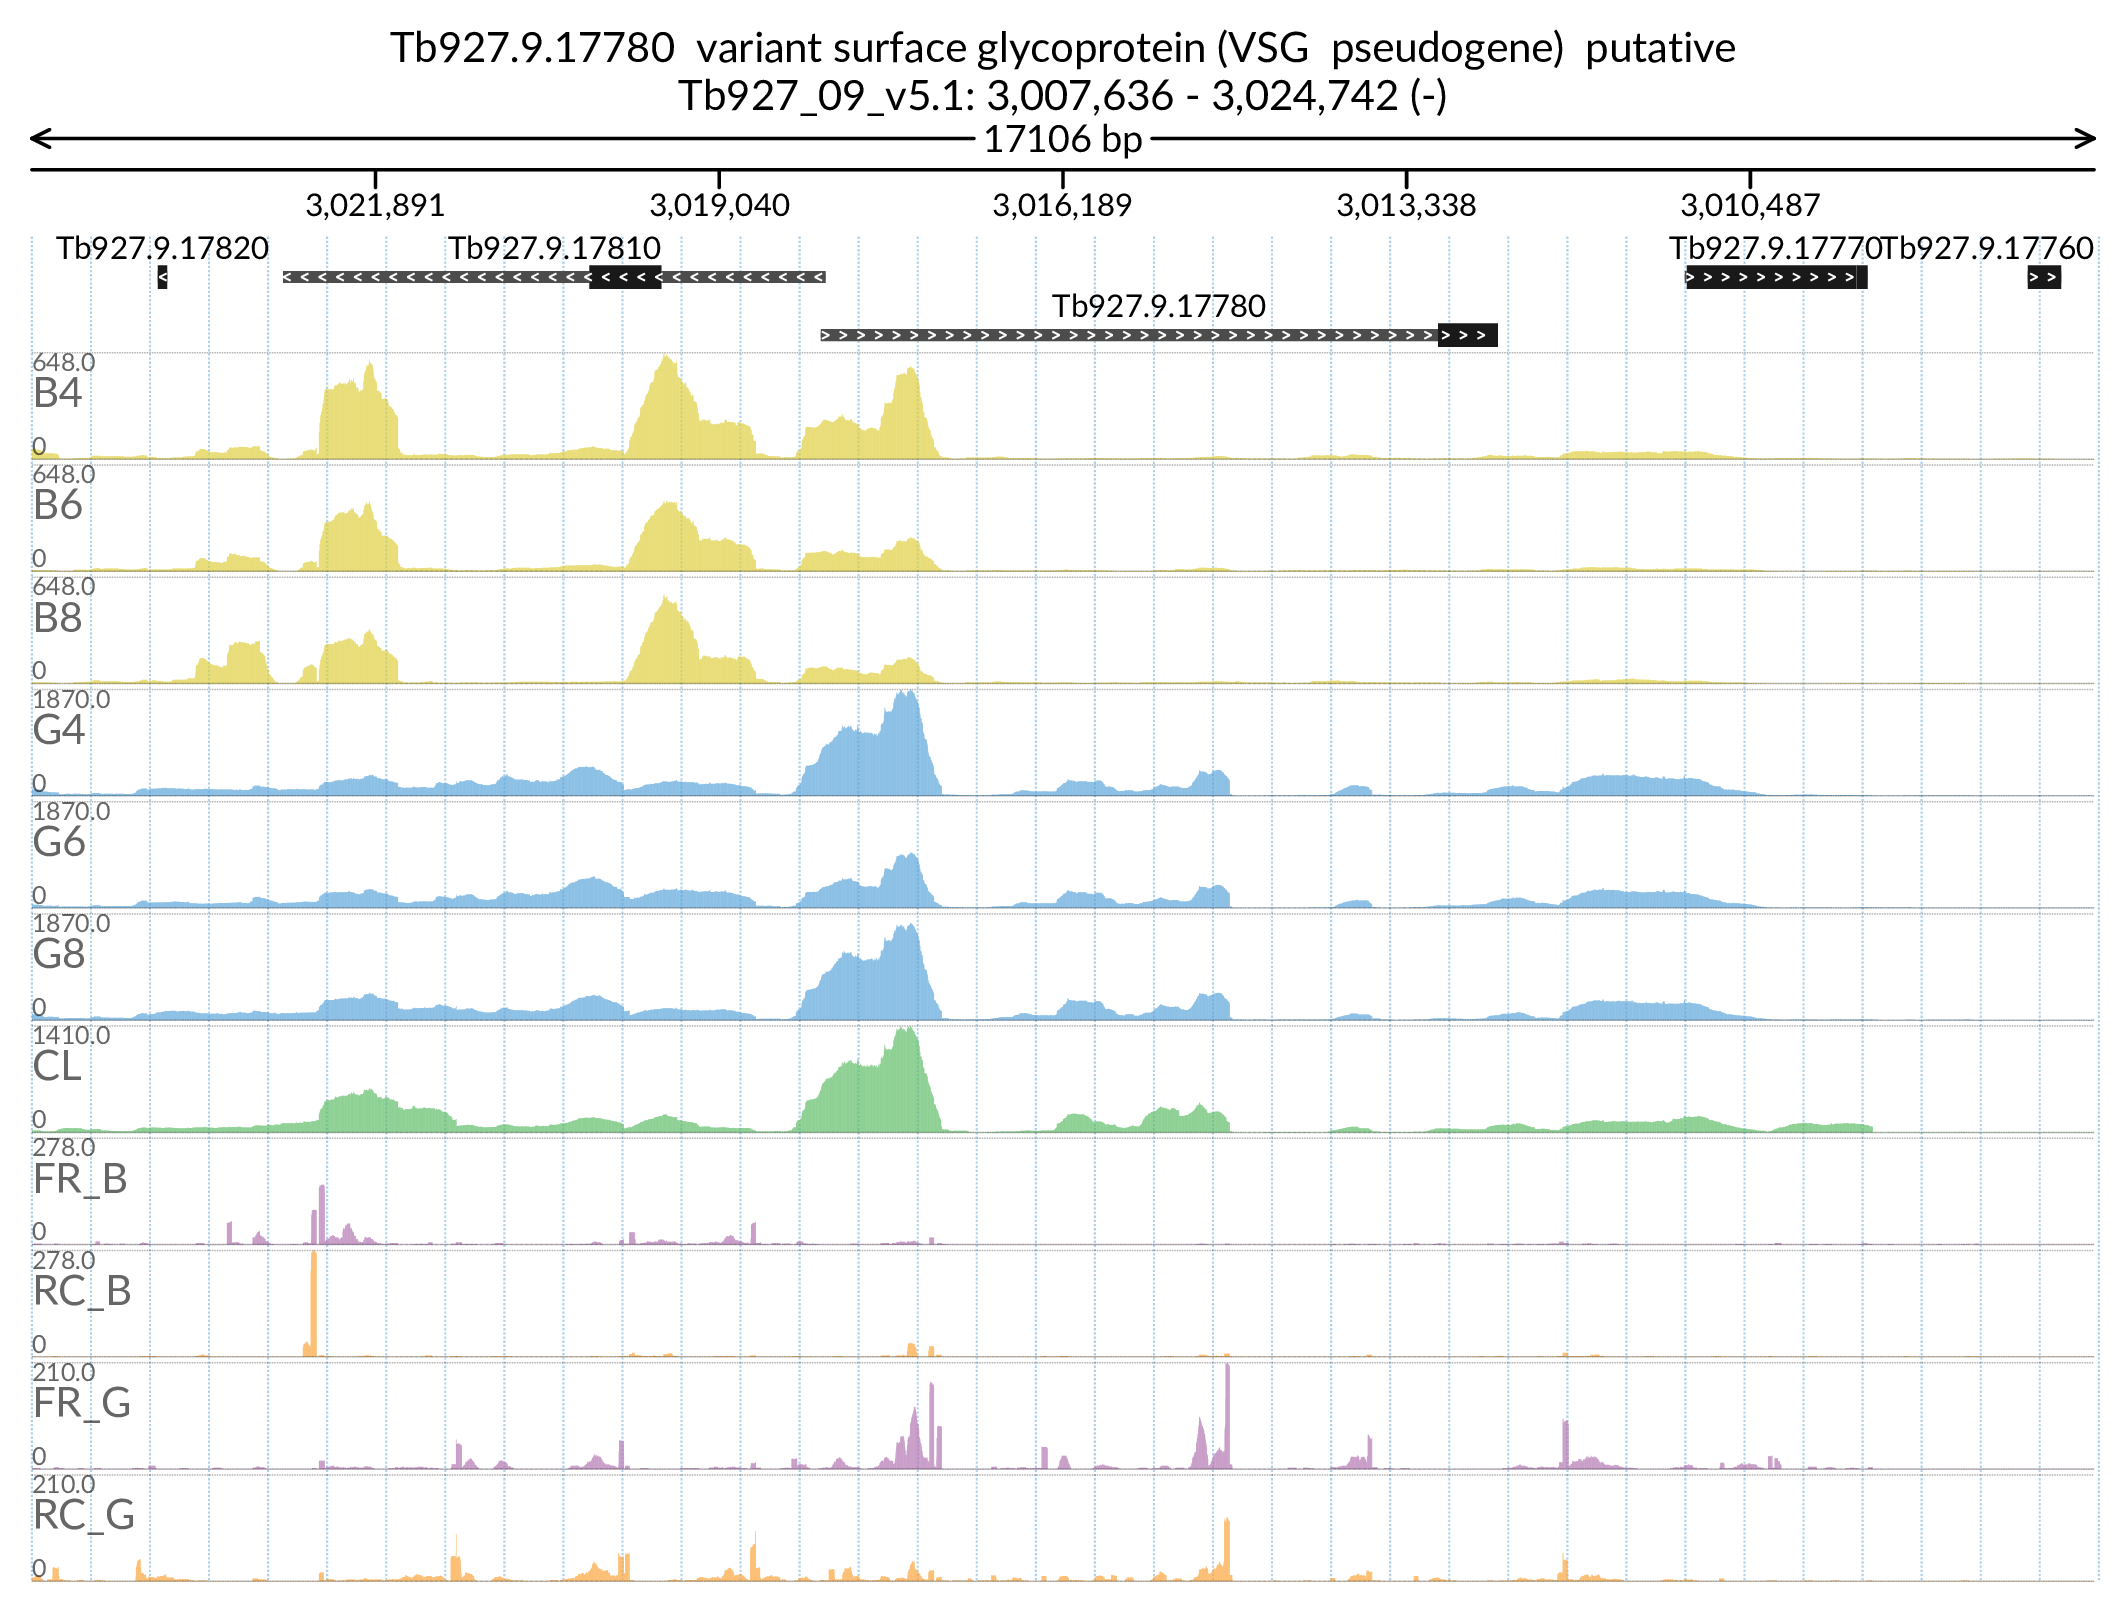 Tb927.9.17780  variant surface glycoprotein (VSG  pseudogene)  putative
Tb927_09_v5.1: 3,007,636 - 3,024,742 (-)
17106 bp
3,021,891 3,019,040 3,016,189 3,013,338 3,010,487
Tb927.9.17820 Tb927.9.17810 Tb927.9.17770 Tb927.9.17760
Tb927.9.17780
648.0
B4
0
648.0
B6
0
648.0
B8
0
1870.0
G4
0
1870.0
G6
0
1870.0
G8
0
1410.0
CL
0
278.0
FR_B
0
278.0
RC_B
0
210.0
FR_G
0
210.0
RC_G
0